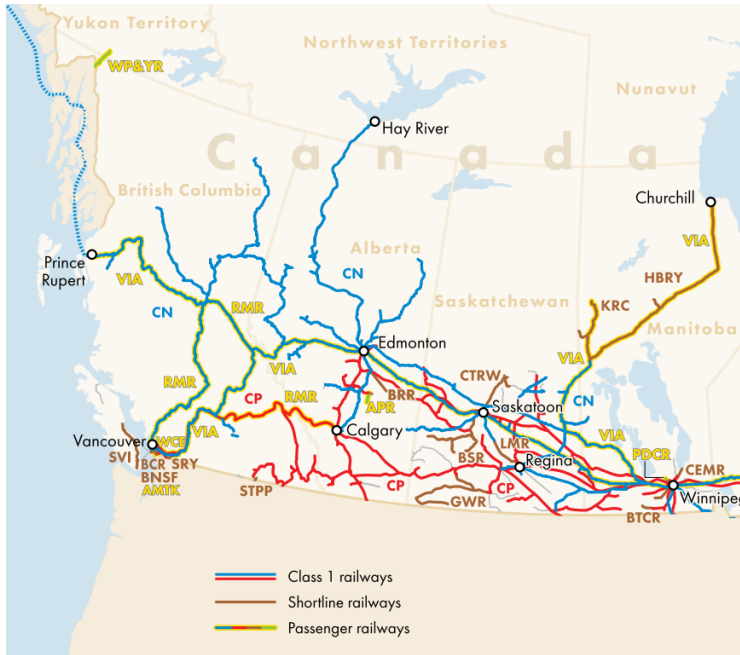 Yukon Territory
WP&YR
Northwest Territories
Nunavut
Hay River
Canada
British Columbia
Churchill
VIA
Alberta
Prince
Rupert
VIA
CN
HBRY
CN
RMR
Saskatchewan
KRC
Manitoba
Edmonton
VIA
VIA
RMR
CP
RMR
BRR
CTRW
APR
Saskatoon
CN
Vancouver
WCE
VIA
Calgary
LMR
VIA
SVI
BCR
SRY
BSR
Regina
PDCR
BNSF
AMTK
STPP
CP
GWR
CP
CEMR
Winnipeg
BTCR
Class 1 railways
Shortline railways
Passenger railways